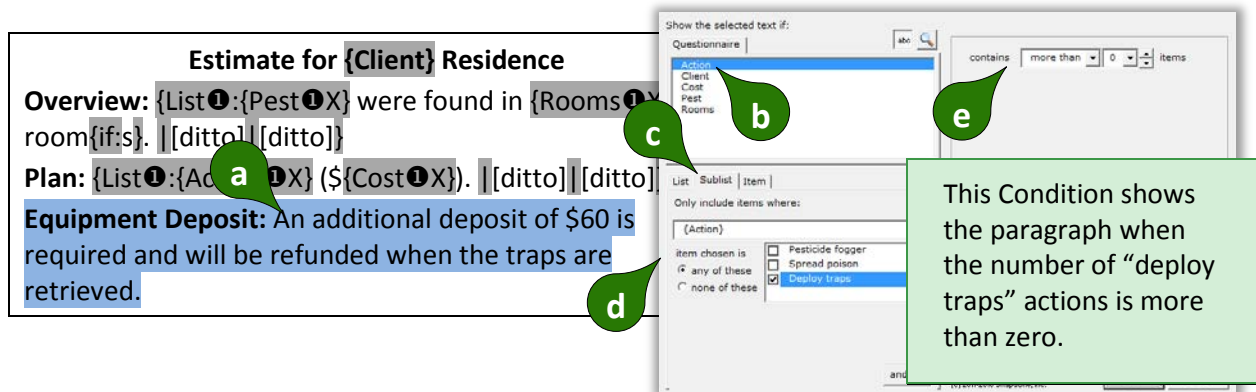 Estimate for {Client} Residence
Overview: {List❶:{Pest❶X} were found in {Rooms❶X
room{if:s}. |[ditto]|[ditto]}
Plan: {List❶:{Ac a ❶X} (${Cost❶X}). |[ditto]|[ditto]
Equipment Deposit: An additional deposit of $60 is
required and will be refunded when the traps are
retrieved.
Show the selected text if:
Questionnaire
abc
Action
Client
Cost
Pest
Rooms
b
c
contains more than 0 items
e
List Sublist Item
Only include items where:
{Action}
item chosen is
any of these
none of these
Pesticide fogger
Spread poison
Deploy traps
d
and
This Condition shows
the paragraph when
the number of “deploy
traps” actions is more
than zero.